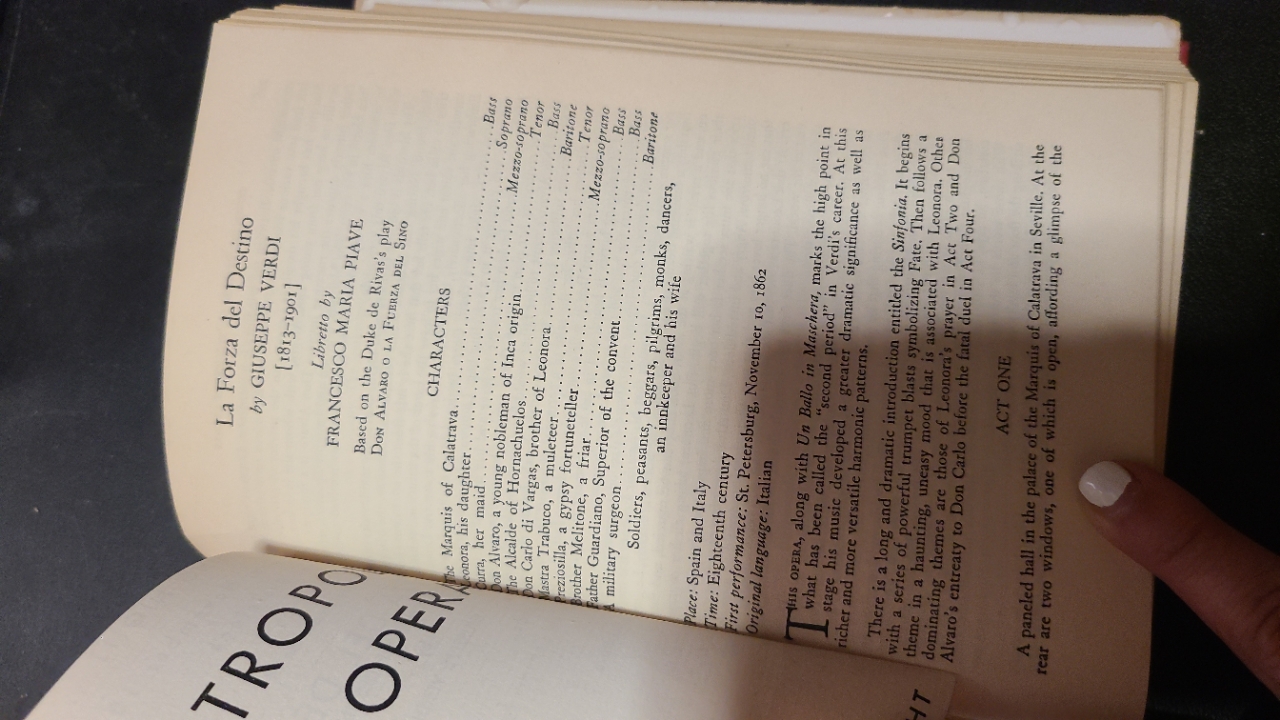 La Forza del Destino
by GIUSEPPE VERDI
[1813–1901]
Libretto by
FRANCESCO MARIA PIAVE
Based on the Duke de Rivas's play
DON ALVARO O LA FUERZA DEL SINO
CHARACTERS
The Marquis of Calatrava. Bass
eonora, his daughter. Soprano
urra, her maid. Mezzo-soprano
Don Alvaro, a young nobleman of Inca origin. Tenor
The Alcalde of Hornachuelos. Bass
Don Carlo di Vargas, brother of Leonora. Baritone
Mastra Trabuco, a muleteer. Tenor
reziosilla, a gypsy fortuneteller. Mezzo-soprano
Brother Melitone, a friar. Bass
Father Guardiano, Superior of the convent. Bass
A military surgeon. Baritone
Soldiers, peasants, beggars, pilgrims, monks, dancers,
an innkeeper and his wife
Place: Spain and Italy
Time: Eighteenth century
First performance: St. Petersburg, November 10, 1862
Original language: Italian
THIS OPERA, along with Un Ballo in Maschera, marks the high point in
what has been called the "second period" in Verdi's career. At this
stage his music developed a greater dramatic significance as well as
richer and more versatile harmonic patterns.
There is a long and dramatic introduction entitled the Sinfonia. It begins
with a series of powerful trumpet blasts symbolizing Fate. Then follows a
theme in a haunting, uneasy mood that is associated with Leonora. Other
dominating themes are those of Leonora's prayer in Act Two and Don
Alvaro's entreaty to Don Carlo before the fatal duel in Act Four.
ACT ONE
A paneled hall in the palace of the Marquis of Calatrava in Seville. At the
rear are two windows, one of which is open, affording a glimpse of the
TROPO
OPERA
HT